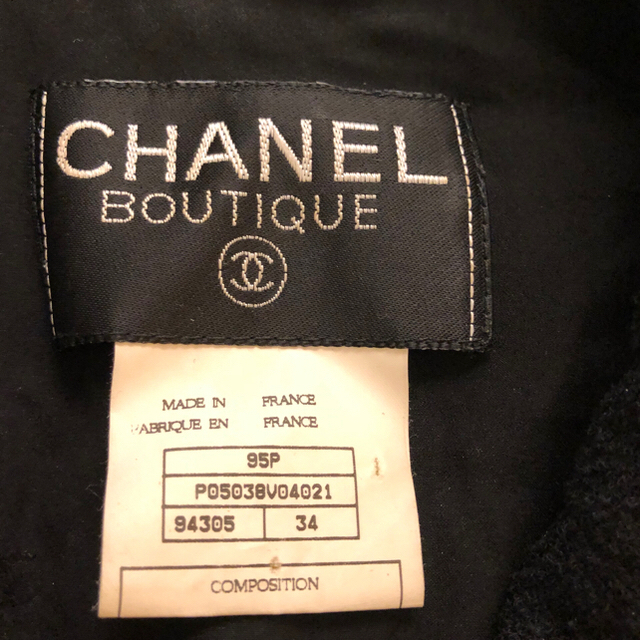 CHANEL
BOUTIQUE
MADE IN FRANCE
FABRIQUE EN FRANCE
95P
P05038V04021
94305 34
COMPOSITION